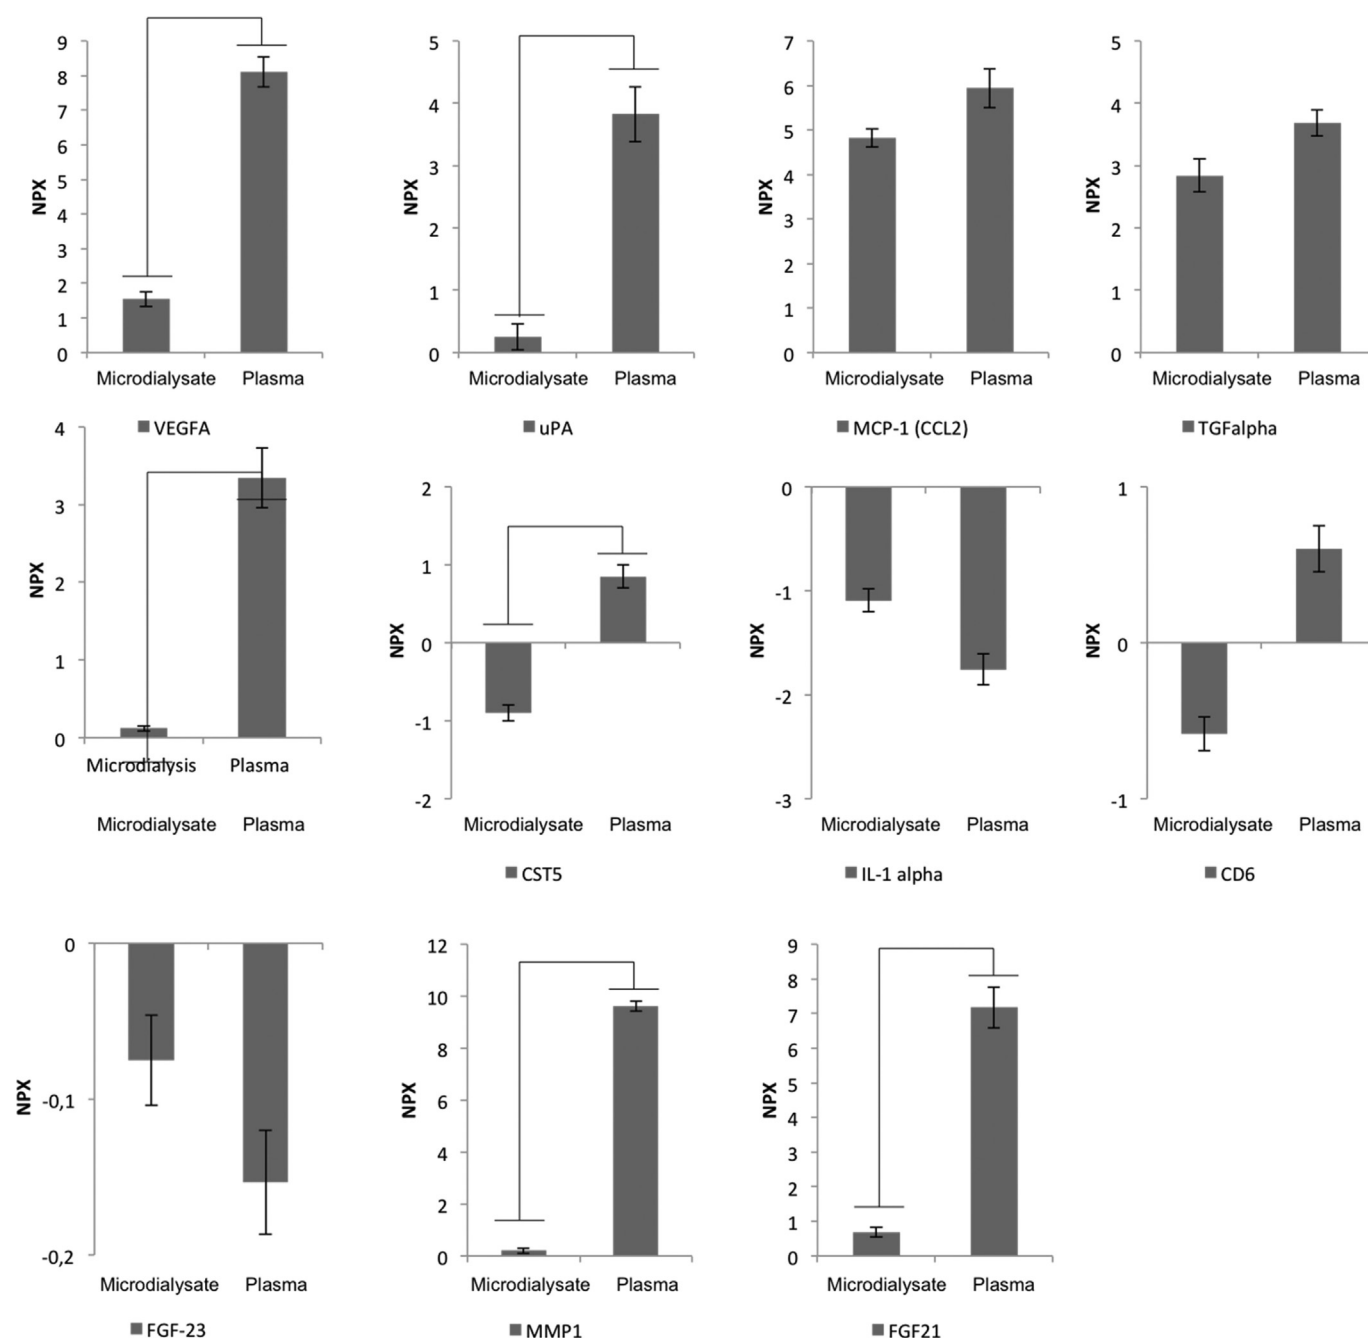 9
8
7
6
5
4
3
2
1
0
NPX
Microdialysate Plasma
VEGFA
5
4
3
2
1
0
NPX
Microdialysate Plasma
uPA
7
6
5
4
3
2
1
0
NPX
Microdialysate Plasma
MCP-1 (CCL2)
5
4
3
2
1
0
NPX
Microdialysate Plasma
TGFalpha
4
3
2
1
0
NPX
Microdialysis Plasma
Microdialysate Plasma
2
1
0
-1
-2
NPX
Microdialysate Plasma
CST5
0
-1
-2
-3
NPX
Microdialysate Plasma
IL-1 alpha
1
0
-1
NPX
Microdialysate Plasma
CD6
0
-0,1
-0,2
NPX
Microdialysate Plasma
FGF-23
12
10
8
6
4
2
0
NPX
Microdialysate Plasma
MMP1
9
8
7
6
5
4
3
2
1
0
NPX
Microdialysate Plasma
FGF21